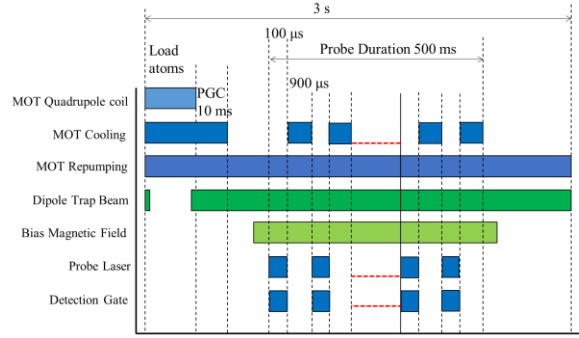 3 s
100 μs
Probe Duration 500 ms
Load
atoms
900 μs
PGC
10 ms
MOT Quadrupole coil
MOT Cooling
MOT Repumping
Dipole Trap Beam
Bias Magnetic Field
Probe Laser
Detection Gate